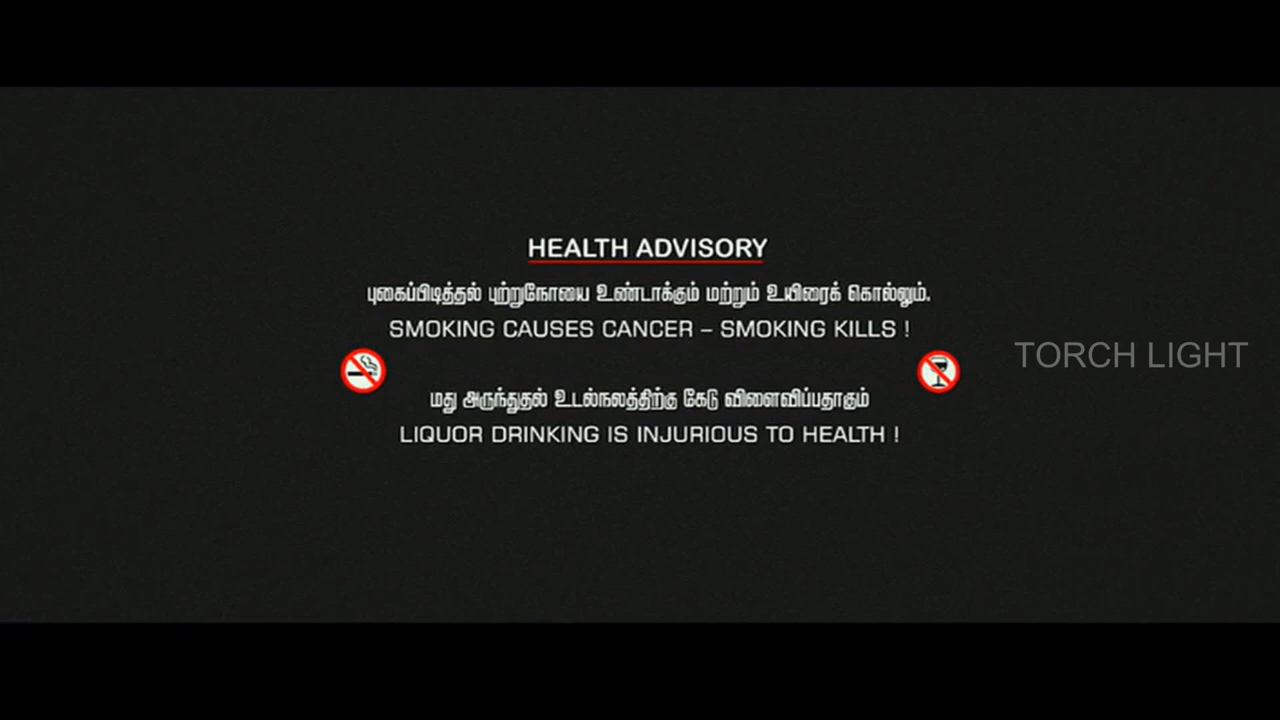 HEALTH ADVISORY
புகைப்பிடித்தல் புற்றுநோயை உண்டாக்கும் மற்றும் உயிரைக் கொல்லும்.
SMOKING CAUSES CANCER – SMOKING KILLS !
TORCH LIGHT
மது அருந்துதல் உடல்நலத்திற்கு கேடு விளைவிப்பதாகும்
LIQUOR DRINKING IS INJURIOUS TO HEALTH !